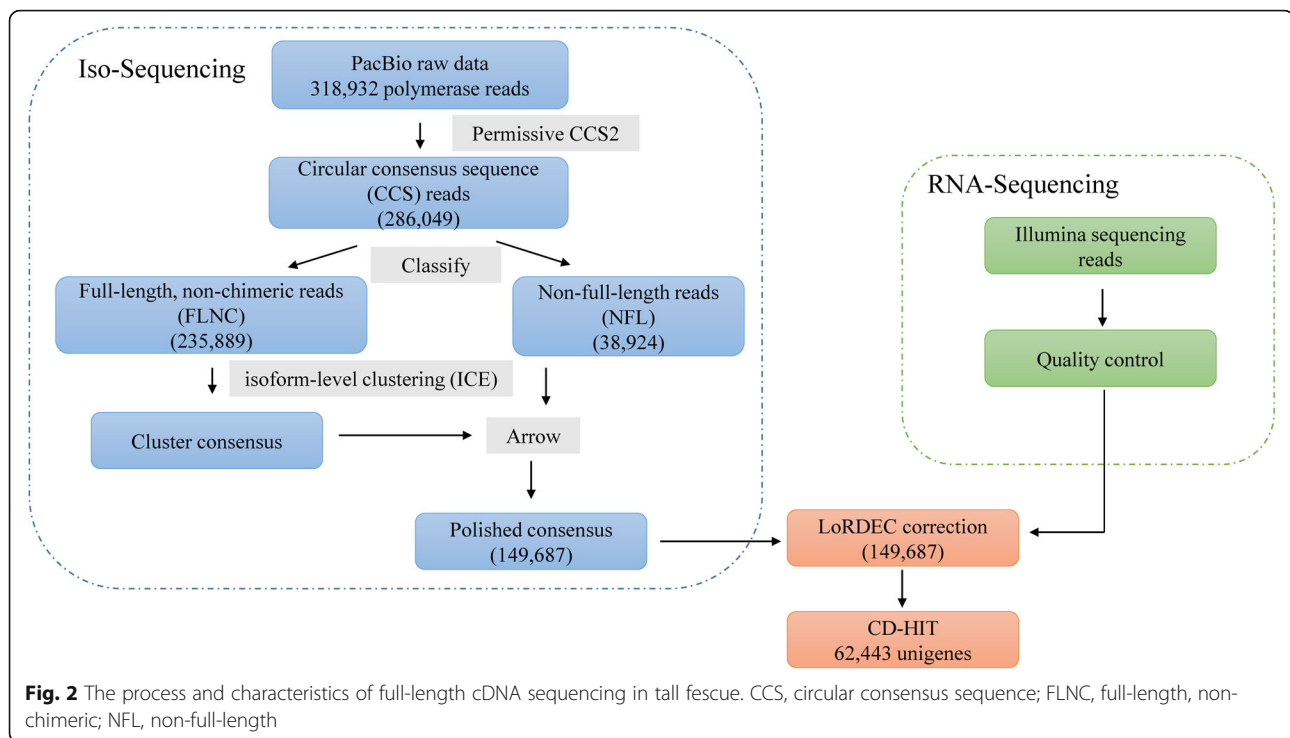 Iso-Sequencing
PacBio raw data
318,932 polymerase reads
Permissive CCS2
Circular consensus sequence
(CCS) reads
(286,049)
Classify
Full-length, non-chimeric reads
(FLNC)
(235,889)
Non-full-length reads
(NFL)
(38,924)
isoform-level clustering (ICE)
Cluster consensus
Arrow
Polished consensus
(149,687)
RNA-Sequencing
Illumina sequencing
reads
Quality control
LoRDEC correction
(149,687)
CD-HIT
62,443 unigenes
Fig. 2 The process and characteristics of full-length cDNA sequencing in tall fescue. CCS, circular consensus sequence; FLNC, full-length, non-
chimeric; NFL, non-full-length